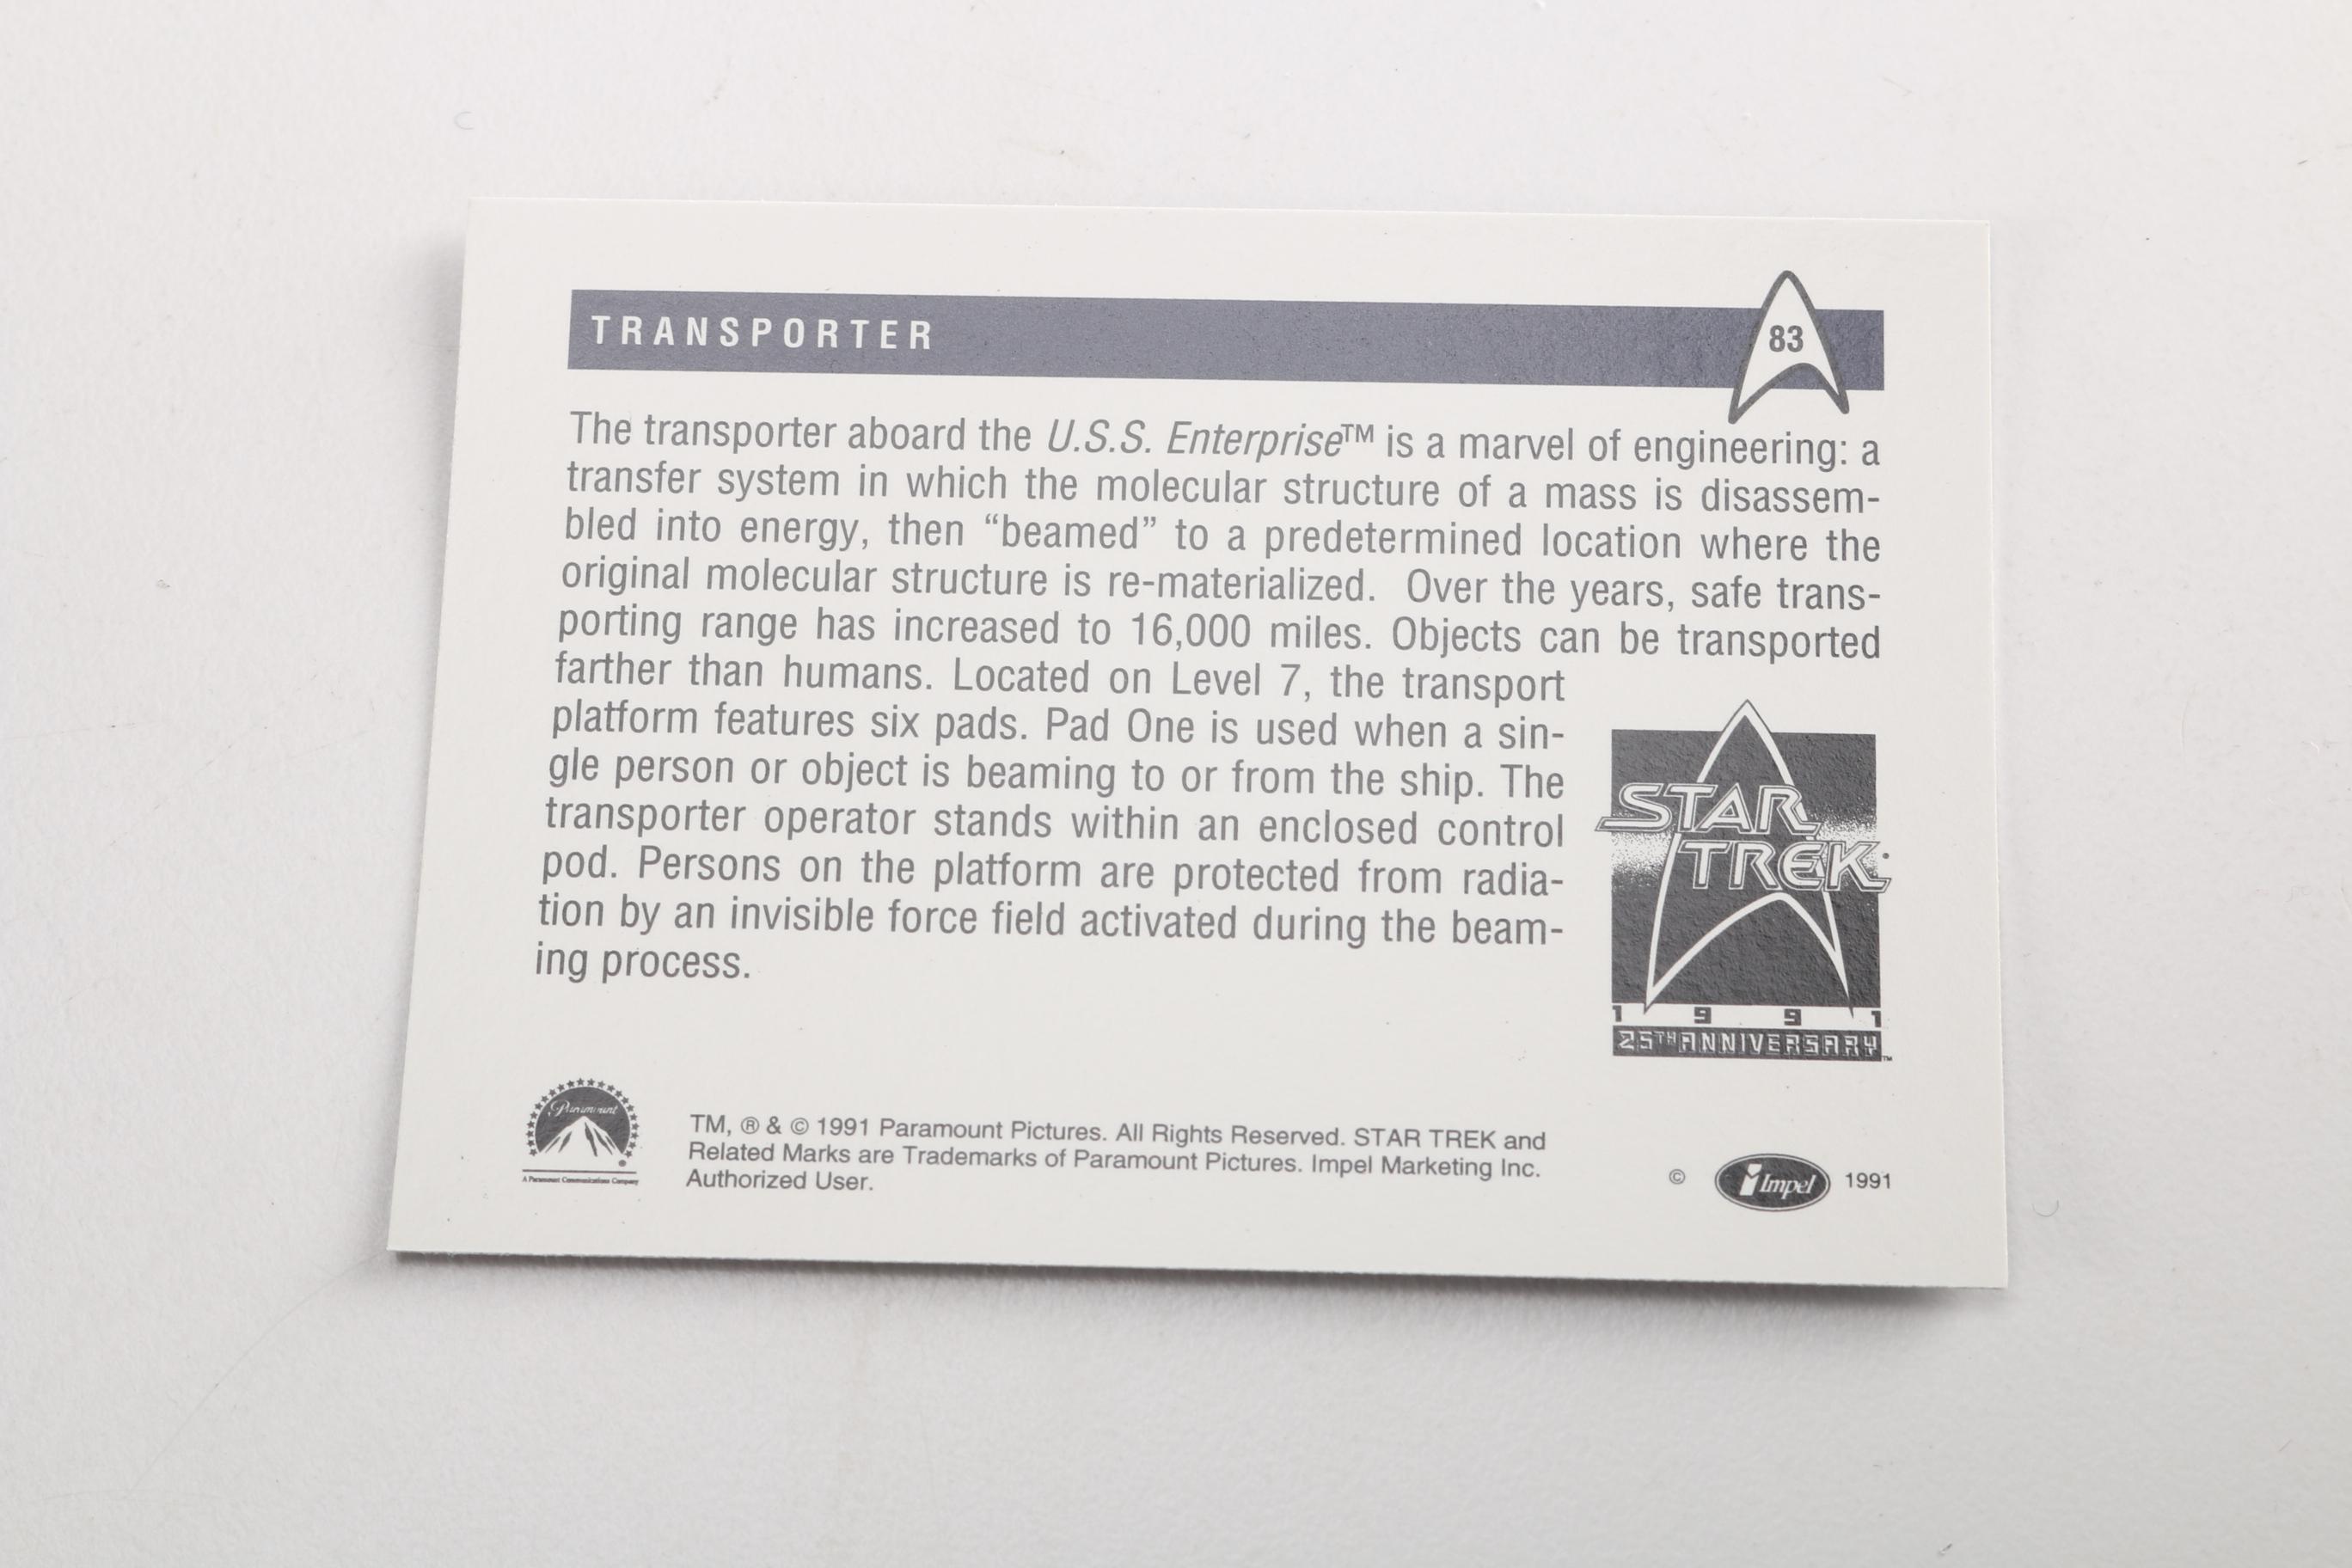 TRANSPORTER
83
The transporter aboard the U.S.S. Enterprise™ is a marvel of engineering: a
transfer system in which the molecular structure of a mass is disassem-
bled into energy, then “beamed” to a predetermined location where the
original molecular structure is re-materialized.  Over the years, safe trans-
porting range has increased to 16,000 miles. Objects can be transported
farther than humans. Located on Level 7, the transport
platform features six pads. Pad One is used when a sin-
gle person or object is beaming to or from the ship. The
transporter operator stands within an enclosed control
pod. Persons on the platform are protected from radia-
tion by an invisible force field activated during the beam-
ing process.
STAR
TREK
1 9 9 1
25TH ANNIVERSARY™
Paramount
A Paramount Communications Company
TM, ® & © 1991 Paramount Pictures. All Rights Reserved. STAR TREK and
Related Marks are Trademarks of Paramount Pictures. Impel Marketing Inc.
Authorized User.
© Impel 1991